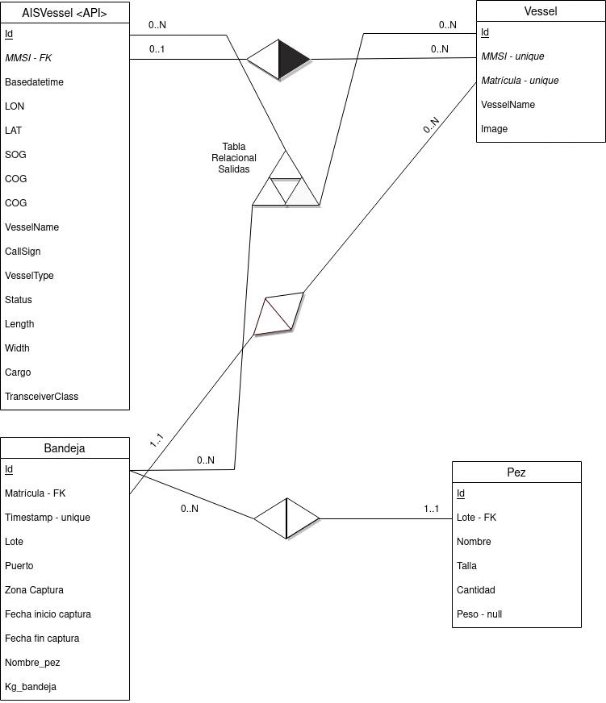 AISVessel <API>
Id
MMSI - FK
Basedatetime
LON
LAT
SOG
COG
COG
VesselName
CallSign
VesselType
Status
Length
Width
Cargo
TransceiverClass
0..N
0..1
0..N
0..N
Vessel
Id
MMSI - unique
Matrícula - unique
VesselName
Image
Tabla
Relacional
Salidas
0..N
1..1
0..N
Bandeja
Id
Matrícula - FK
Timestamp - unique
Lote
Puerto
Zona Captura
Fecha inicio captura
Fecha fin captura
Nombre_pez
Kg_bandeja
0..N
1..1
Pez
Id
Lote - FK
Nombre
Talla
Cantidad
Peso - null